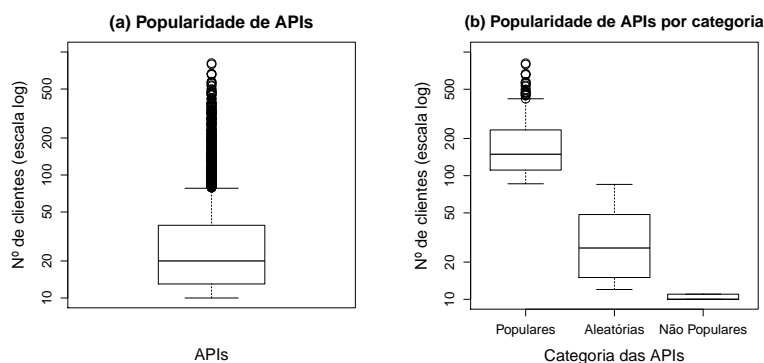 (a) Popularidade de APIs
Nº de clientes (escala log)
500
200
100
50
20
10
APIs
(b) Popularidade de APIs por categoria
Nº de clientes (escala log)
500
200
100
50
20
10
Populares Aleatórias Não Populares
Categoria das APIs